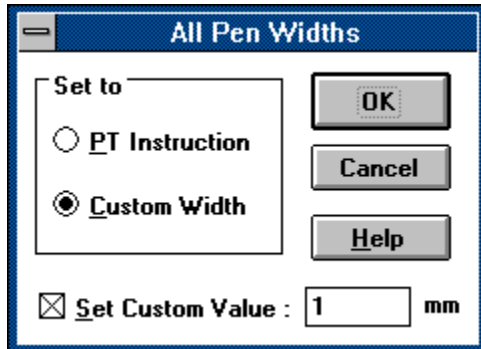 All Pen Widths
Set to
PT Instruction
Custom Width
OK
Cancel
Help
Set Custom Value : 1 mm